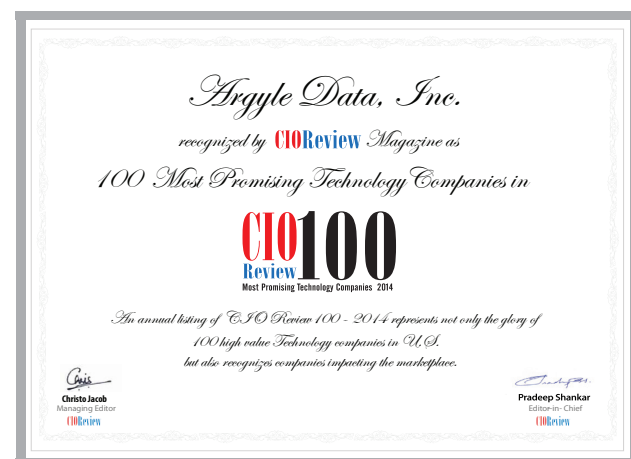 Argyle Data, Inc.
recognized by CIOReview Magazine as
100 Most Promising Technology Companies in
CIO 100
Review
Most Promising Technology Companies 2014
An annual listing of CIO Review 100 - 2014 represents not only the glory of
100 high value Technology companies in U.S.
but also recognizes companies impacting the marketplace.
Chris
Christo Jacob
Managing Editor
CIOReview
Pradeep Shankar
Editor-in- Chief
CIOReview